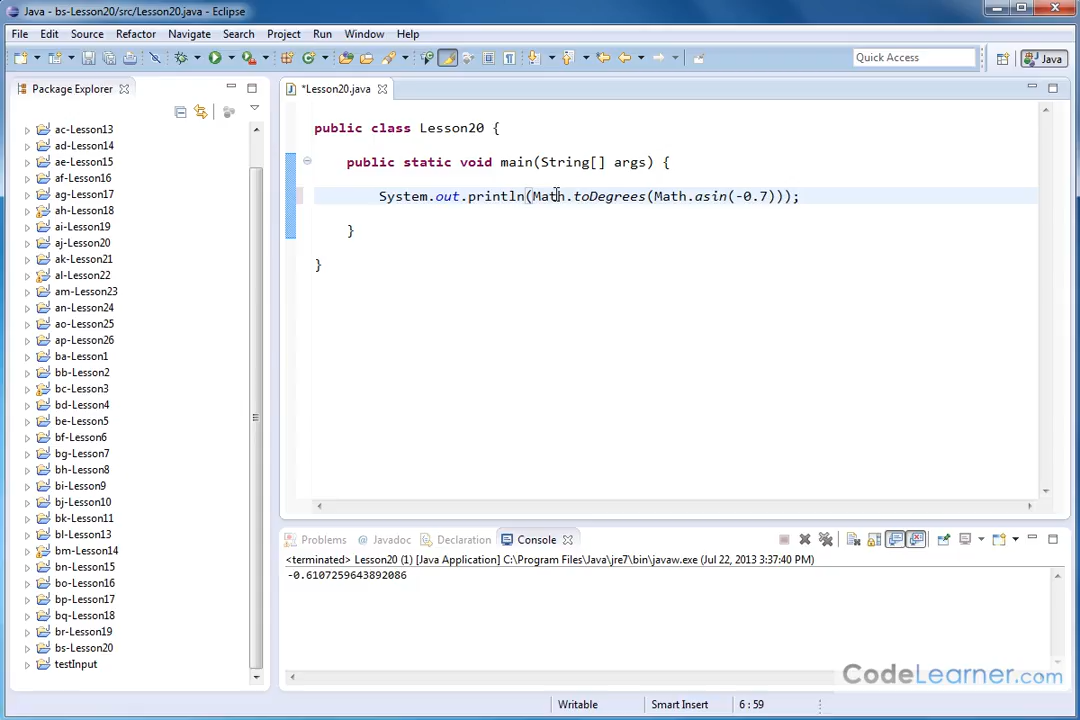 Java - bs-Lesson20/src/Lesson20.java - Eclipse
File Edit Source Refactor Navigate Search Project Run Window Help
Quick Access
Java
Package Explorer
*Lesson20.java
ac-Lesson13
ad-Lesson14
ae-Lesson15
af-Lesson16
ag-Lesson17
ah-Lesson18
ai-Lesson19
aj-Lesson20
ak-Lesson21
al-Lesson22
am-Lesson23
an-Lesson24
ao-Lesson25
ap-Lesson26
ba-Lesson1
bb-Lesson2
bc-Lesson3
bd-Lesson4
be-Lesson5
bf-Lesson6
bg-Lesson7
bh-Lesson8
bi-Lesson9
bj-Lesson10
bk-Lesson11
bl-Lesson13
bm-Lesson14
bn-Lesson15
bo-Lesson16
bp-Lesson17
bq-Lesson18
br-Lesson19
bs-Lesson20
testInput
public class Lesson20 {
public static void main(String[] args) {
System.out.println(Math.toDegrees(Math.asin(-0.7)));
}
}
Problems @ Javadoc Declaration Console
<terminated> Lesson20 (1) [Java Application] C:\Program Files\Java\jre7\bin\javaw.exe (Jul 22, 2013 3:37:40 PM)
-0.6107259643892086
CodeLearner.com
Writable Smart Insert 6 : 59